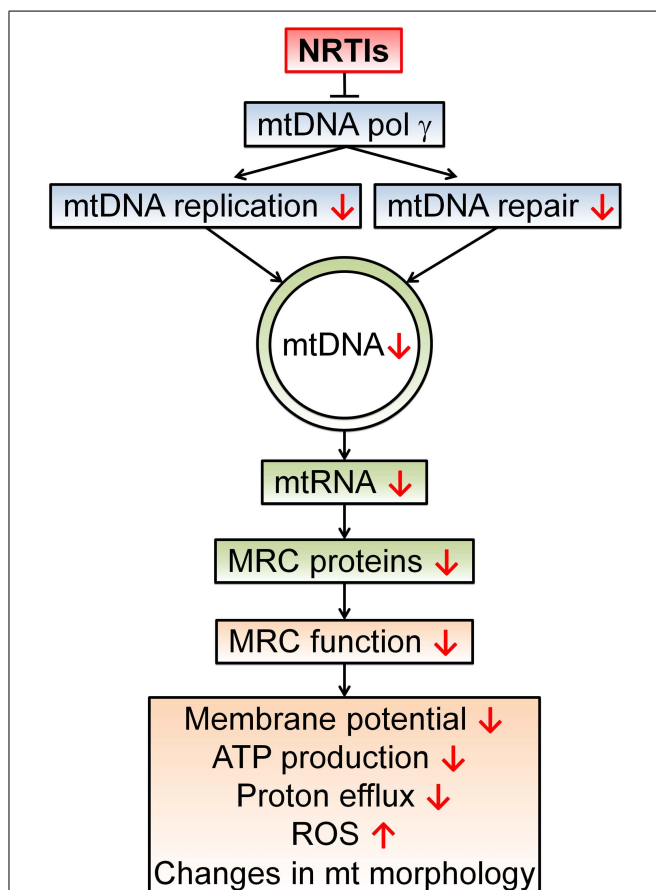 NRTIs
mtDNA pol γ
mtDNA replication ↓
mtDNA repair ↓
mtDNA ↓
mtRNA ↓
MRC proteins ↓
MRC function ↓
Membrane potential ↓
ATP production ↓
Proton efflux ↓
ROS ↑
Changes in mt morphology